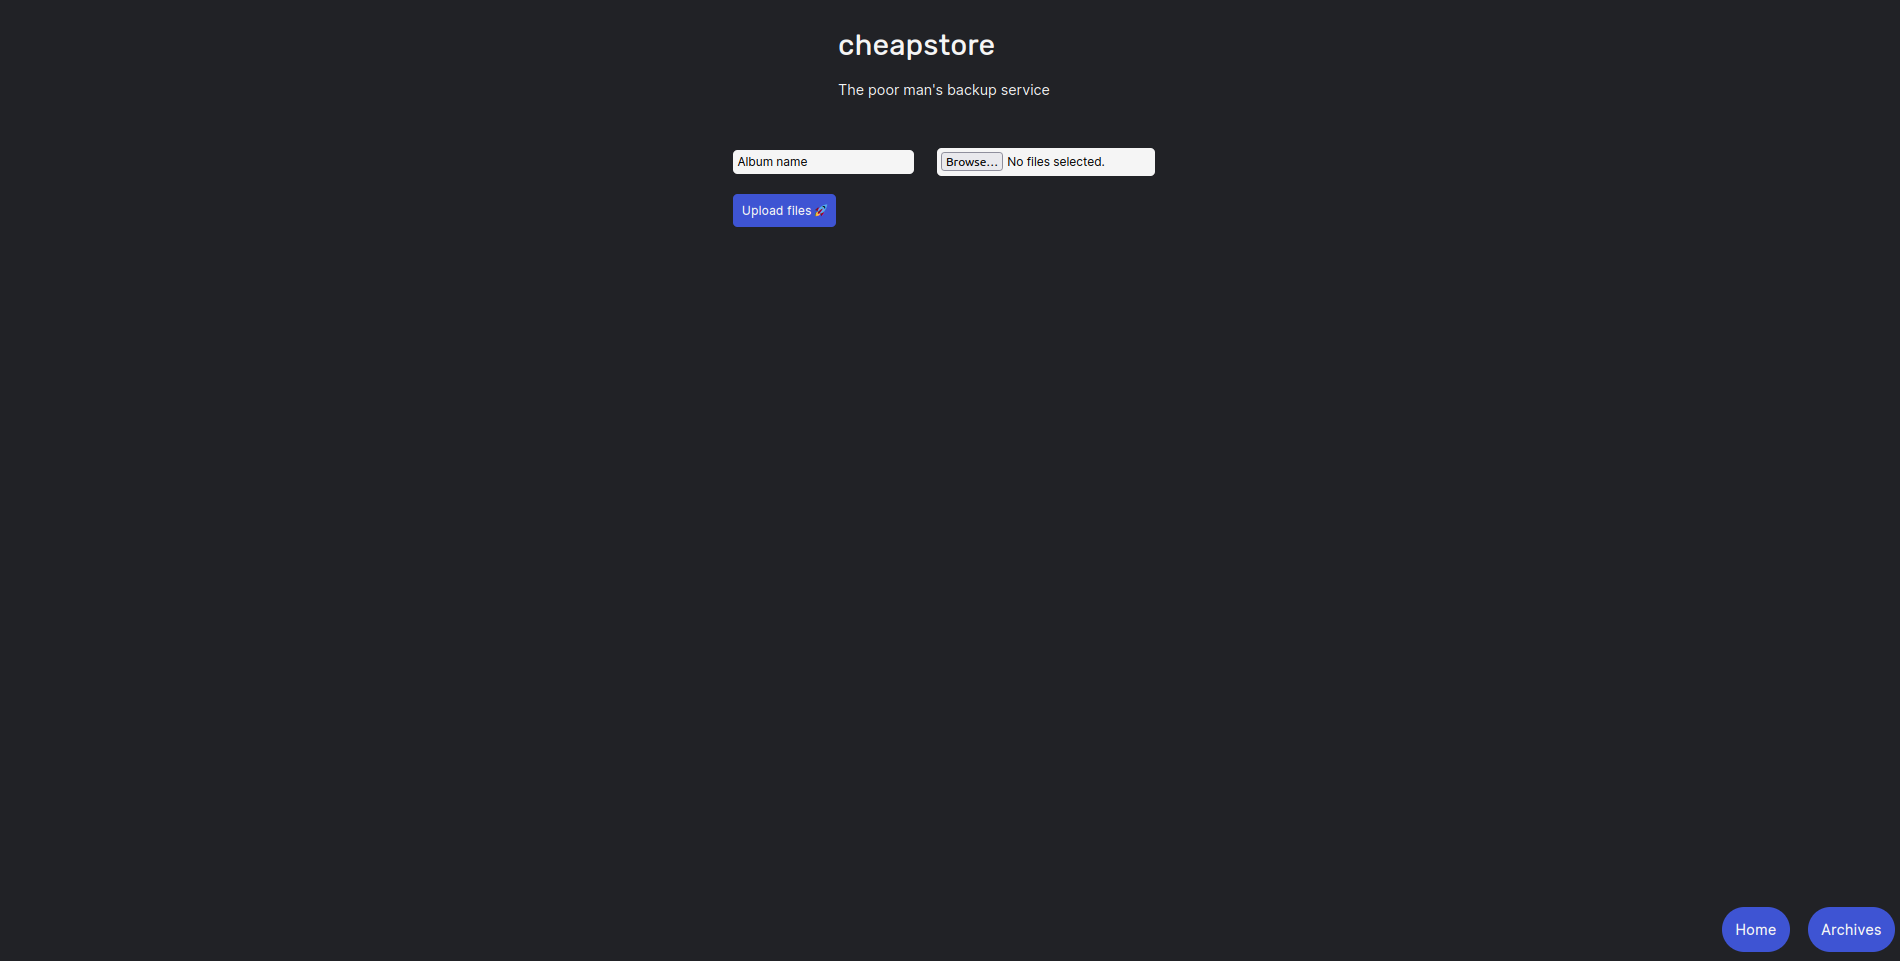 cheapstore
The poor man's backup service
Album name
Browse... No files selected.
Upload files 🚀
Home
Archives